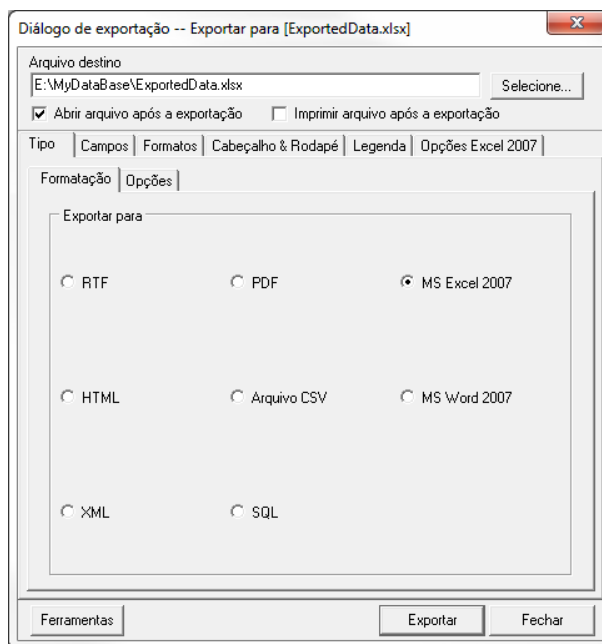 Diálogo de exportação -- Exportar para [ExportedData.xlsx]
Arquivo destino
E:\MyDataBase\ExportedData.xlsx
Selecione...
Abrir arquivo após a exportação
Imprimir arquivo após a exportação
Tipo
Campos
Formatos
Cabeçalho & Rodapé
Legenda
Opções Excel 2007
Formatação
Opções
Exportar para
RTF
PDF
MS Excel 2007
HTML
Arquivo CSV
MS Word 2007
XML
SQL
Ferramentas
Exportar
Fechar